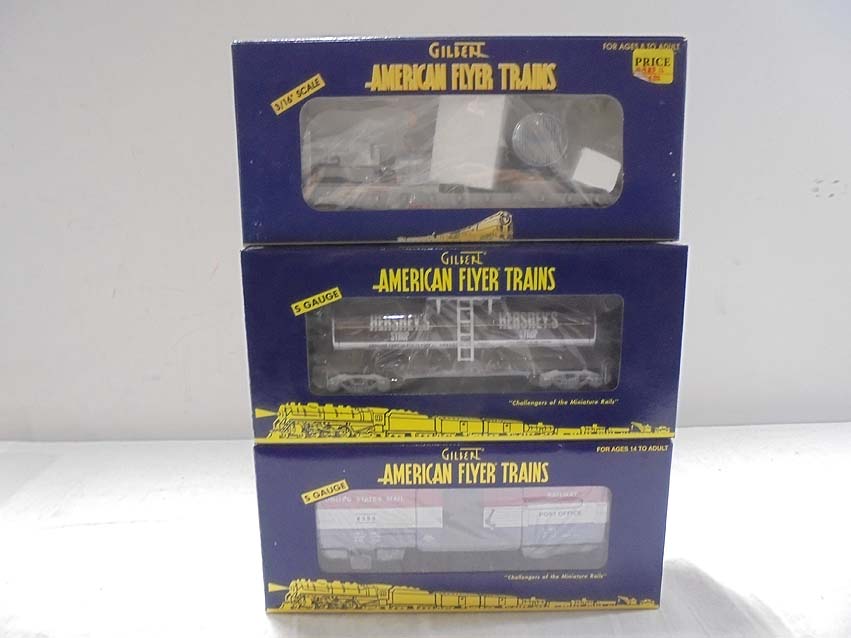 GILBERT
AMERICAN FLYER TRAINS
FOR AGES 8 TO ADULT
PRICE
3/16" SCALE
GILBERT
AMERICAN FLYER TRAINS
S GAUGE
HERSHEY'S HERSHEY'S
SYRUP SYRUP
"Challengers of the Miniature Rails"
GILBERT
AMERICAN FLYER TRAINS
FOR AGES 14 TO ADULT
S GAUGE
UNITED STATES MAIL RAILWAY
POST OFFICE
"Challengers of the Miniature Rails"